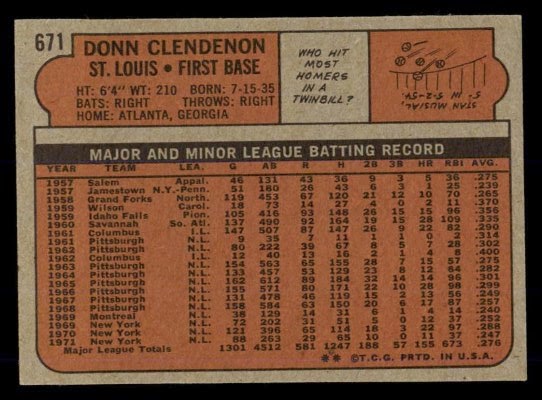 671
DONN CLENDENON
ST. LOUIS • FIRST BASE
HT: 6'4" WT: 210 BORN: 7-15-35
BATS: RIGHT THROWS: RIGHT
HOME: ATLANTA, GEORGIA
WHO HIT
MOST
HOMERS
IN A
TWINBILL?
STAN MUSIAL,
5- IN 5-2-54.
MAJOR AND MINOR LEAGUE BATTING RECORD
YEAR TEAM LEA. G AB R H 2B 3B HR RBI AVG.
1957 Salem Appal. 46 131 43 36 9 3 5 36 .275
1957 Jamestown N.Y.-Penn. 51 180 26 43 6 3 1 25 .239
1958 Grand Forks North. 119 453 67 120 21 12 10 70 .265
1959 Wilson Caro. 18 73 14 27 4 0 2 11 .370
1959 Idaho Falls Pion. 105 416 93 148 26 15 15 96 .356
1960 Savannah So. Atl. 137 490 92 164 19 15 28 109 .335
1961 Columbus I.L. 147 507 87 147 26 9 22 82 .290
1961 Pittsburgh N.L. 9 35 7 11 1 1 0 2 .314
1962 Pittsburgh N.L. 80 222 39 67 8 5 7 28 .302
1962 Columbus I.L. 12 40 13 16 2 1 4 8 .400
1963 Pittsburgh N.L. 154 563 65 155 28 7 15 57 .275
1964 Pittsburgh N.L. 133 457 53 129 23 8 12 64 .282
1965 Pittsburgh N.L. 162 612 89 184 32 14 14 96 .301
1966 Pittsburgh N.L. 155 571 80 171 22 10 28 98 .299
1967 Pittsburgh N.L. 131 478 46 119 15 2 13 56 .249
1968 Pittsburgh N.L. 158 584 63 150 20 6 17 87 .257
1969 Montreal N.L. 38 129 14 31 6 1 4 14 .240
1969 New York N.L. 72 202 31 51 5 0 12 37 .252
1970 New York N.L. 121 396 65 114 18 3 22 97 .288
1971 New York N.L. 88 263 29 65 10 0 11 37 .247
Major League Totals 1301 4512 581 1247 188 57 155 673 .276
** ©T.C.G. PRTD. IN U.S.A.